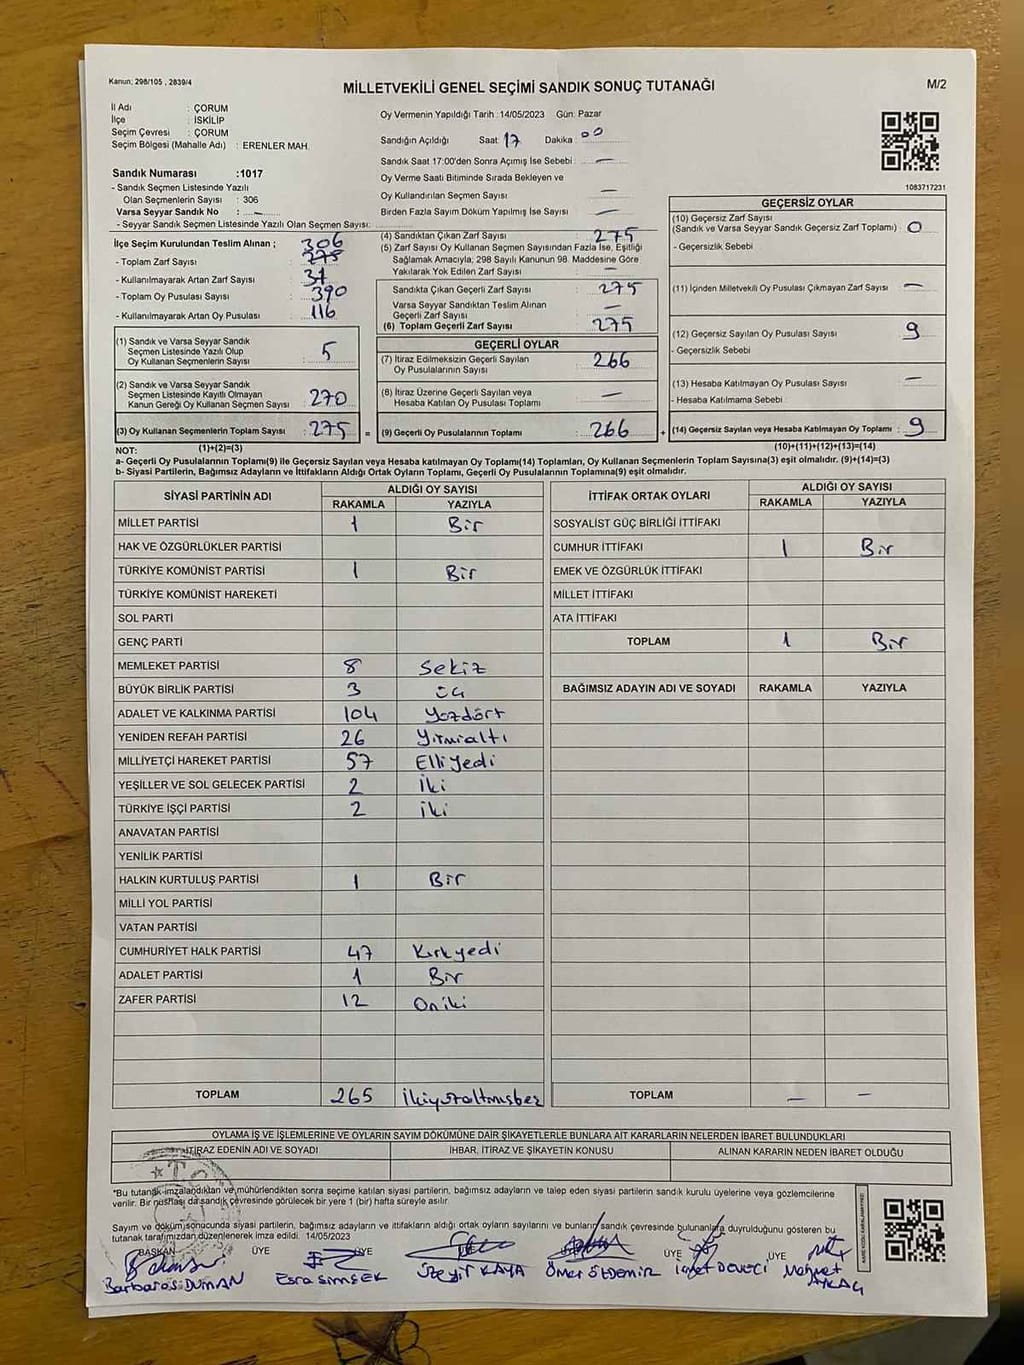 Kanun; 298/105 , 2839/4
MİLLETVEKİLİ GENEL SEÇİMİ SANDIK SONUÇ TUTANAĞI
M/2
İl Adı : ÇORUM
İlçe : İSKİLİP
Seçim Çevresi : ÇORUM
Seçim Bölgesi (Mahalle Adı) : ERENLER MAH.
Sandık Numarası :1017
- Sandık Seçmen Listesinde Yazılı
Olan Seçmenlerin Sayısı : 306
Varsa Seyyar Sandık No : –
- Seyyar Sandık Seçmen Listesinde Yazılı Olan Seçmen Sayısı:
Oy Vermenin Yapıldığı Tarih :14/05/2023 Gün: Pazar
Sandığın Açıldığı Saat: 17 Dakika : 00
Sandık Saat 17:00'den Sonra Açımış İse Sebebi : –
Oy Verme Saati Bitiminde Sırada Bekleyen ve
Oy Kullandırılan Seçmen Sayısı –
Birden Fazla Sayım Döküm Yapılmış İse Sayısı –
1083717231
İlçe Seçim Kurulundan Teslim Alınan ; 306
- Toplam Zarf Sayısı : 275
- Kullanılmayarak Artan Zarf Sayısı : 31
- Toplam Oy Pusulası Sayısı : 390
- Kullanılmayarak Artan Oy Pusulası : 116
(1) Sandık ve Varsa Seyyar Sandık
Seçmen Listesinde Yazılı Olup
Oy Kullanan Seçmenlerin Sayısı : 5
(2) Sandık ve Varsa Seyyar Sandık
Seçmen Listesinde Kayıtlı Olmayan
Kanun Gereği Oy Kullanan Seçmen Sayısı : 270
(3) Oy Kullanan Seçmenlerin Toplam Sayısı : 275
(1)+(2)=(3)
(4) Sandıktan Çıkan Zarf Sayısı : 275
(5) Zarf Sayısı Oy Kullanan Seçmen Sayısından Fazla İse, Eşitliği
Sağlamak Amacıyla; 298 Sayılı Kanunun 98. Maddesine Göre
Yakılarak Yok Edilen Zarf Sayısı : –
Sandıkta Çıkan Geçerli Zarf Sayısı : 275
Varsa Seyyar Sandıktan Teslim Alınan
Geçerli Zarf Sayısı : –
(6) Toplam Geçerli Zarf Sayısı : 275
GEÇERLİ OYLAR
(7) İtiraz Edilmeksizin Geçerli Sayılan
Oy Pusulalarının Sayısı : 266
(8) İtiraz Üzerine Geçerli Sayılan veya
Hesaba Katılan Oy Pusulası Toplamı : –
= (9) Geçerli Oy Pusulalarının Toplamı : 266
GEÇERSİZ OYLAR
(10) Geçersiz Zarf Sayısı
(Sandık ve Varsa Seyyar Sandık Geçersiz Zarf Toplamı) : 0
- Geçersizlik Sebebi
(11) İçinden Milletvekili Oy Pusulası Çıkmayan Zarf Sayısı : –
(12) Geçersiz Sayılan Oy Pusulası Sayısı : 9
- Geçersizlik Sebebi
(13) Hesaba Katılmayan Oy Pusulası Sayısı : –
- Hesaba Katılmama Sebebi
+ (14) Geçersiz Sayılan veya Hesaba Katılmayan Oy Toplamı : 9
(10)+(11)+(12)+(13)=(14)
NOT:
a- Geçerli Oy Pusulalarının Toplamı(9) ile Geçersiz Sayılan veya Hesaba katılmayan Oy Toplamı(14) Toplamları, Oy Kullanan Seçmenlerin Toplam Sayısına(3) eşit olmalıdır. (9)+(14)=(3)
b- Siyasi Partilerin, Bağımsız Adayların ve İttifakların Aldığı Ortak Oyların Toplamı, Geçerli Oy Pusulalarının Toplamına(9) eşit olmalıdır.
SİYASİ PARTİNİN ADI ALDIĞI OY SAYISI
RAKAMLA YAZIYLA
MİLLET PARTİSİ 1 Bir
HAK VE ÖZGÜRLÜKLER PARTİSİ
TÜRKİYE KOMÜNİST PARTİSİ 1 Bir
TÜRKİYE KOMÜNİST HAREKETİ
SOL PARTİ
GENÇ PARTİ
MEMLEKET PARTİSİ 8 Sekiz
BÜYÜK BİRLİK PARTİSİ 3 üç
ADALET VE KALKINMA PARTİSİ 104 Yüzdört
YENİDEN REFAH PARTİSİ 26 Yirmialtı
MİLLİYETÇİ HAREKET PARTİSİ 57 Elliyedi
YEŞİLLER VE SOL GELECEK PARTİSİ 2 İki
TÜRKİYE İŞÇİ PARTİSİ 2 iki
ANAVATAN PARTİSİ
YENİLİK PARTİSİ
HALKIN KURTULUŞ PARTİSİ 1 Bir
MİLLİ YOL PARTİSİ
VATAN PARTİSİ
CUMHURİYET HALK PARTİSİ 47 Kırkyedi
ADALET PARTİSİ 1 Bir
ZAFER PARTİSİ 12 Oniki
TOPLAM 265 İkiyüzaltmışbeş
İTTİFAK ORTAK OYLARI ALDIĞI OY SAYISI
RAKAMLA YAZIYLA
SOSYALİST GÜÇ BİRLİĞİ İTTİFAKI
CUMHUR İTTİFAKI 1 Bir
EMEK VE ÖZGÜRLÜK İTTİFAKI
MİLLET İTTİFAKI
ATA İTTİFAKI
TOPLAM 1 Bir
BAĞIMSIZ ADAYIN ADI VE SOYADI RAKAMLA YAZIYLA
TOPLAM – –
OYLAMA İŞ VE İŞLEMLERİNE VE OYLARIN SAYIM DÖKÜMÜNE DAİR ŞİKAYETLERLE BUNLARA AİT KARARLARIN NELERDEN İBARET BULUNDUKLARI
İTİRAZ EDENİN ADI VE SOYADI İHBAR, İTİRAZ VE ŞİKAYETİN KONUSU ALINAN KARARIN NEDEN İBARET OLDUĞU
*Bu tutanak imzalandıktan ve mühürlendikten sonra seçime katılan siyasi partilerin, bağımsız adayların ve talep eden siyasi partilerin sandık kurulu üyelerine veya gözlemcilerine
verilir. Bir nüshası da sandık çevresinde görülecek bir yere 1 (bir) hafta süreyle asılır.
Sayım ve döküm sonucunda siyasi partilerin, bağımsız adayların ve ittifakların aldığı ortak oyların sayılarını ve bunların sandık çevresinde bulunanlara duyrulduğunu gösteren bu
tutanak tarafımızdan düzenlenerek imza edildi. 14/05/2023
BAŞKAN ÜYE ÜYE ÜYE ÜYE
Barbaros DUMAN Esra ŞİMŞEK Üzeyir KAYA Ömer ÖZDEMİR İzzet DEVECİ Mehmet